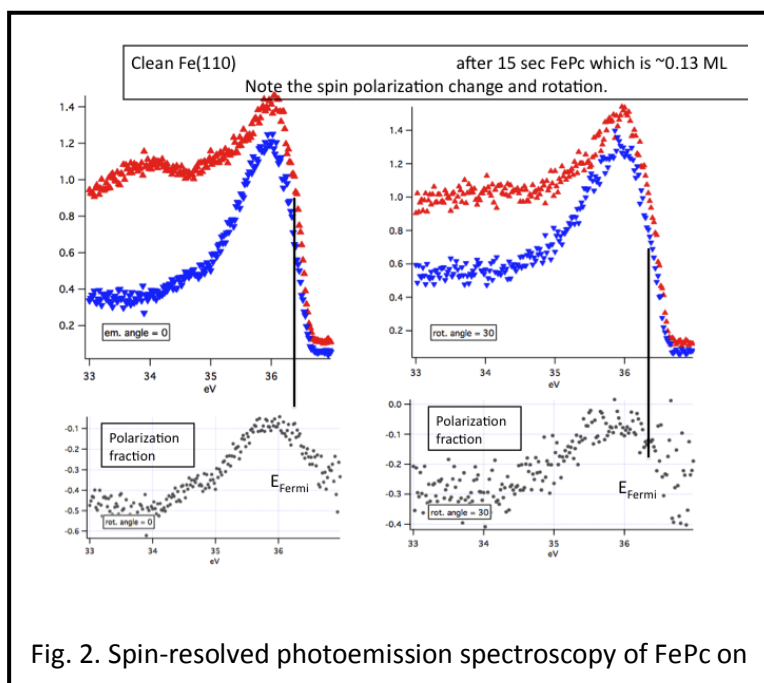 Clean Fe(110) after 15 sec FePc which is ~0.13 ML
Note the spin polarization change and rotation.
1.4
1.2
1.0
0.8
0.6
0.4
0.2
em. angle = 0
33 34 35 36
eV
1.4
1.2
1.0
0.8
0.6
0.4
0.2
rot. angle = 30
33 34 35 36
eV
-0.1
-0.2
-0.3
-0.4
-0.5
-0.6
Polarization
fraction
EFermi
rot. angle = 0
33 34 35 36
eV
0.0
-0.1
-0.2
-0.3
-0.4
Polarization
fraction
EFermi
rot. angle = 30
33 34 35 36
eV
Fig. 2. Spin-resolved photoemission spectroscopy of FePc on